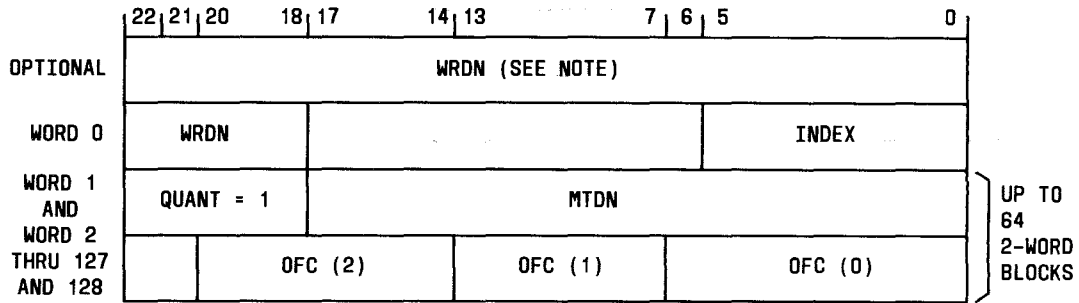 22 21 20 18 17 14 13 7 6 5 0
OPTIONAL WRDN (SEE NOTE)
WORD 0 WRDN INDEX
WORD 1
AND
WORD 2
THRU 127
AND 128
QUANT = 1 MTDN
OFC (2) OFC (1) OFC (0)
UP TO
64
2-WORD
BLOCKS